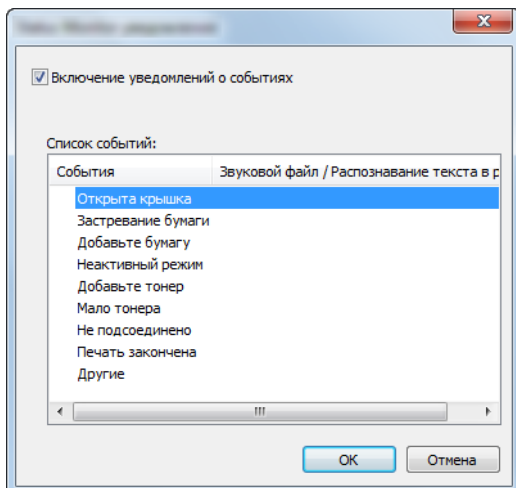 Включение уведомлений о событиях
Список событий:
События Звуковой файл / Распознавание текста в р
Открыта крышка
Застревание бумаги
Добавьте бумагу
Неактивный режим
Добавьте тонер
Мало тонера
Не подсоединено
Печать закончена
Другие
OK Отмена